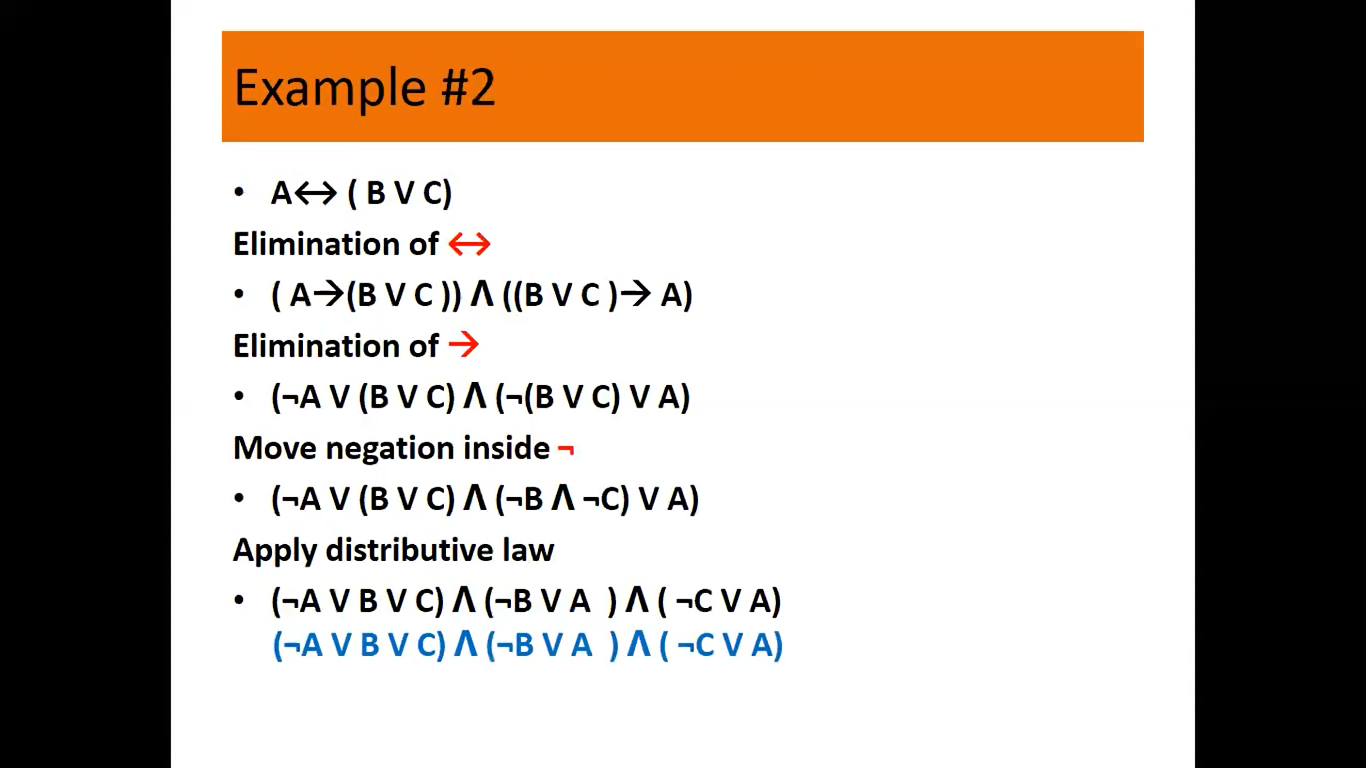 Example #2
• A↔ ( B V C)
Elimination of ↔
• ( A→(B V C )) Λ ((B V C )→ A)
Elimination of →
• (¬A V (B V C) Λ (¬(B V C) V A)
Move negation inside ¬
• (¬A V (B V C) Λ (¬B Λ ¬C) V A)
Apply distributive law
• (¬A V B V C) Λ (¬B V A  ) Λ ( ¬C V A)
(¬A V B V C) Λ (¬B V A  ) Λ ( ¬C V A)